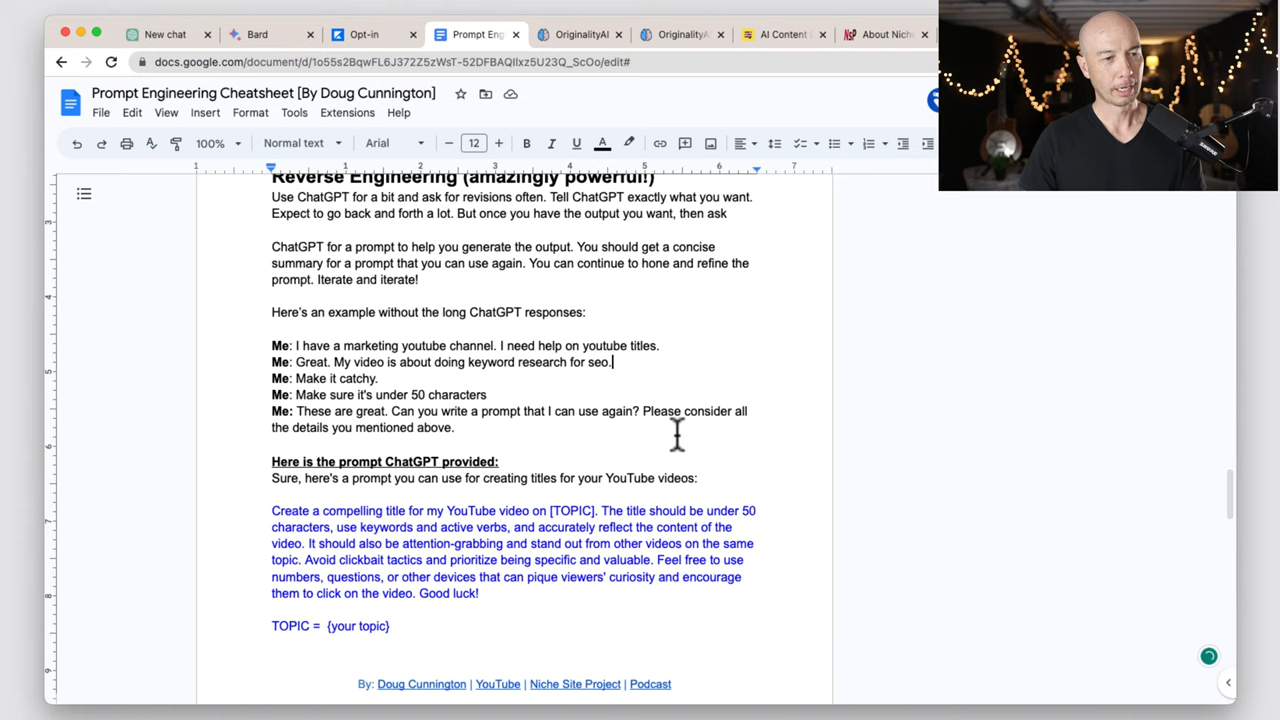 New chat
Bard
Opt-in
Prompt Eng
OriginalityAI
OriginalityAI
AI Content
About Niche
docs.google.com/document/d/1o55s2BqwFL6J372Z5zWsT-52DFBAQIlxz5U23Q_ScOo/edit#
Prompt Engineering Cheatsheet [By Doug Cunnington]
File Edit View Insert Format Tools Extensions Help
100% Normal text Arial 12
1 1 2 3 4 5 6 7
Reverse Engineering (amazingly powerful!)
Use ChatGPT for a bit and ask for revisions often. Tell ChatGPT exactly what you want.
Expect to go back and forth a lot. But once you have the output you want, then ask
ChatGPT for a prompt to help you generate the output. You should get a concise
summary for a prompt that you can use again. You can continue to hone and refine the
prompt. Iterate and iterate!
Here's an example without the long ChatGPT responses:
Me: I have a marketing youtube channel. I need help on youtube titles.
Me: Great. My video is about doing keyword research for seo.
Me: Make it catchy.
Me: Make sure it's under 50 characters
Me: These are great. Can you write a prompt that I can use again? Please consider all
the details you mentioned above.
Here is the prompt ChatGPT provided:
Sure, here's a prompt you can use for creating titles for your YouTube videos:
Create a compelling title for my YouTube video on [TOPIC]. The title should be under 50
characters, use keywords and active verbs, and accurately reflect the content of the
video. It should also be attention-grabbing and stand out from other videos on the same
topic. Avoid clickbait tactics and prioritize being specific and valuable. Feel free to use
numbers, questions, or other devices that can pique viewers' curiosity and encourage
them to click on the video. Good luck!
TOPIC = {your topic}
By: Doug Cunnington | YouTube | Niche Site Project | Podcast